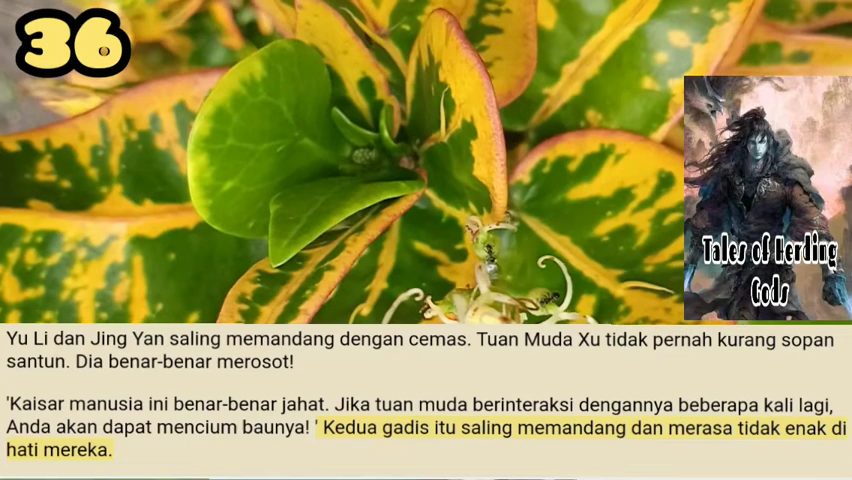 36
Tales of Herding
Gods
Yu Li dan Jing Yan saling memandang dengan cemas. Tuan Muda Xu tidak pernah kurang sopan
santun. Dia benar-benar merosot!
'Kaisar manusia ini benar-benar jahat. Jika tuan muda berinteraksi dengannya beberapa kali lagi,
Anda akan dapat mencium baunya! ' Kedua gadis itu saling memandang dan merasa tidak enak di
hati mereka.